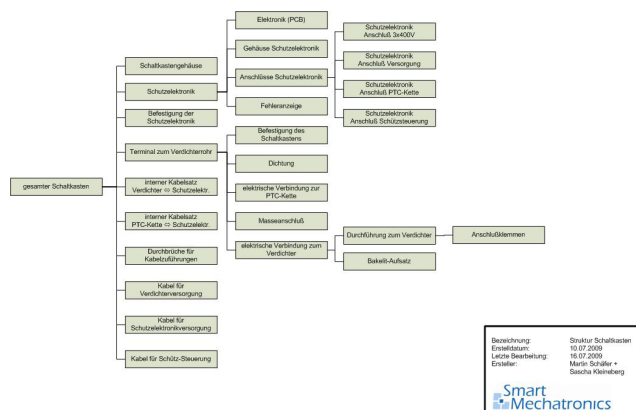 gesamter Schaltkasten
Schaltkastengehäuse
Schutzelektronik
Befestigung der
Schutzelektronik
Terminal zum Verdichterrohr
interner Kabelsatz
Verdichter ⇔ Schutzelektr.
interner Kabelsatz
PTC-Kette ⇔ Schutzelektr.
Durchbrüche für
Kabelzuführungen
Kabel für
Verdichterversorgung
Kabel für
Schutzelektronikversorgung
Kabel für Schütz-Steuerung
Elektronik (PCB)
Gehäuse Schutzelektronik
Anschlüsse Schutzelektronik
Fehleranzeige
Befestigung des
Schaltkastens
Dichtung
elektrische Verbindung zur
PTC-Kette
Masseanschluß
elektrische Verbindung zum
Verdichter
Schutzelektronik
Anschluß 3x400V
Schutzelektronik
Anschluß Versorgung
Schutzelektronik
Anschluß PTC-Kette
Schutzelektronik
Anschluß Schützsteuerung
Durchführung zum Verdichter
Bakelit-Aufsatz
Anschlußklemmen
Bezeichnung: Struktur Schaltkasten
Erstelldatum: 10.07.2009
Letzte Bearbeitung: 16.07.2009
Ersteller: Martin Schäfer +
Sascha Kleineberg
Smart
Mechatronics